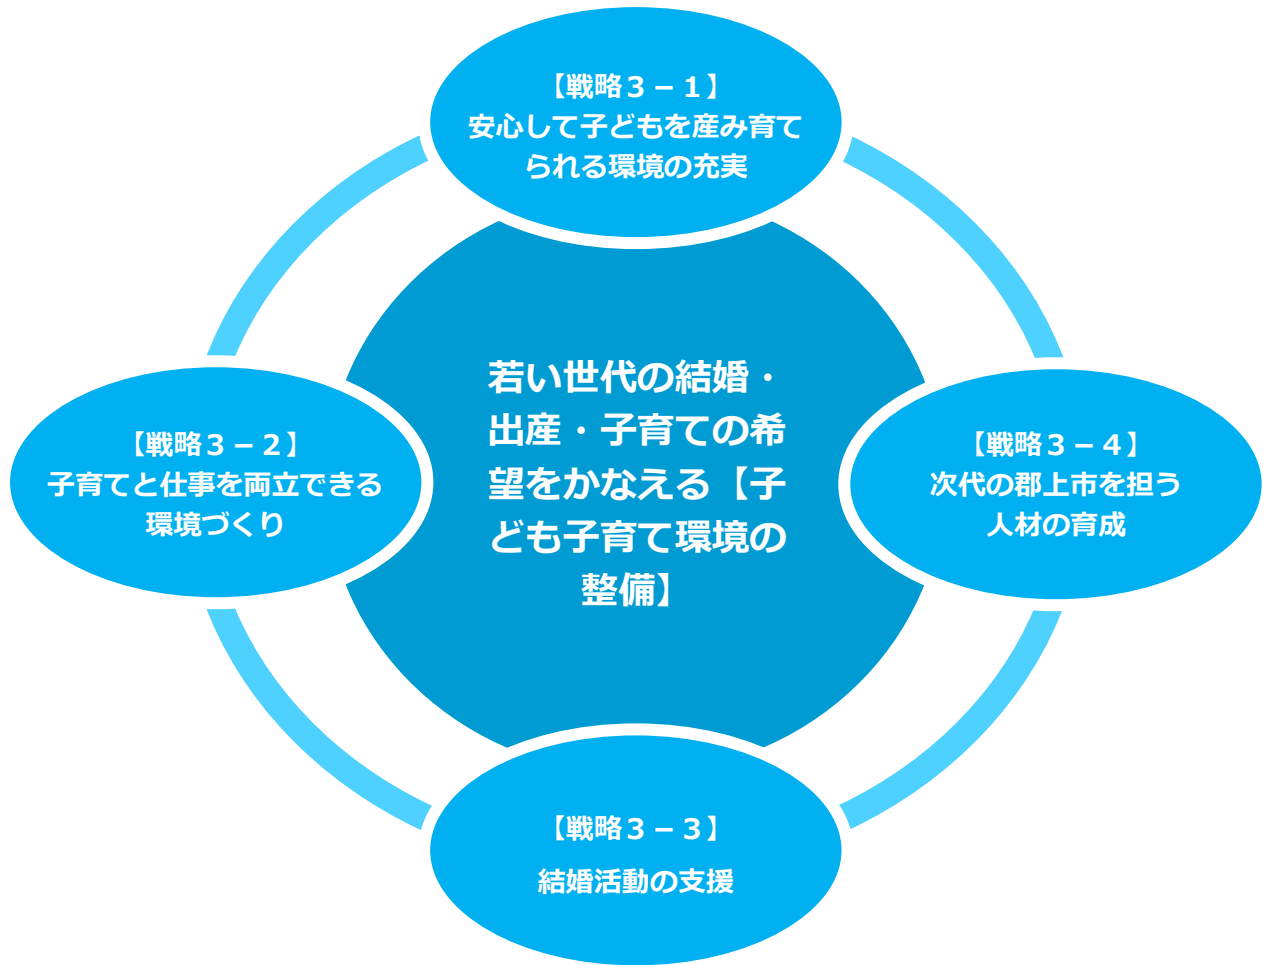 【戦略３－１】
安心して子どもを産み育て
られる環境の充実
若い世代の結婚・
出産・子育ての希
望をかなえる【子
ども子育て環境の
整備】
【戦略３－２】
子育てと仕事を両立できる
環境づくり
【戦略３－４】
次代の郡上市を担う
人材の育成
【戦略３－３】
結婚活動の支援